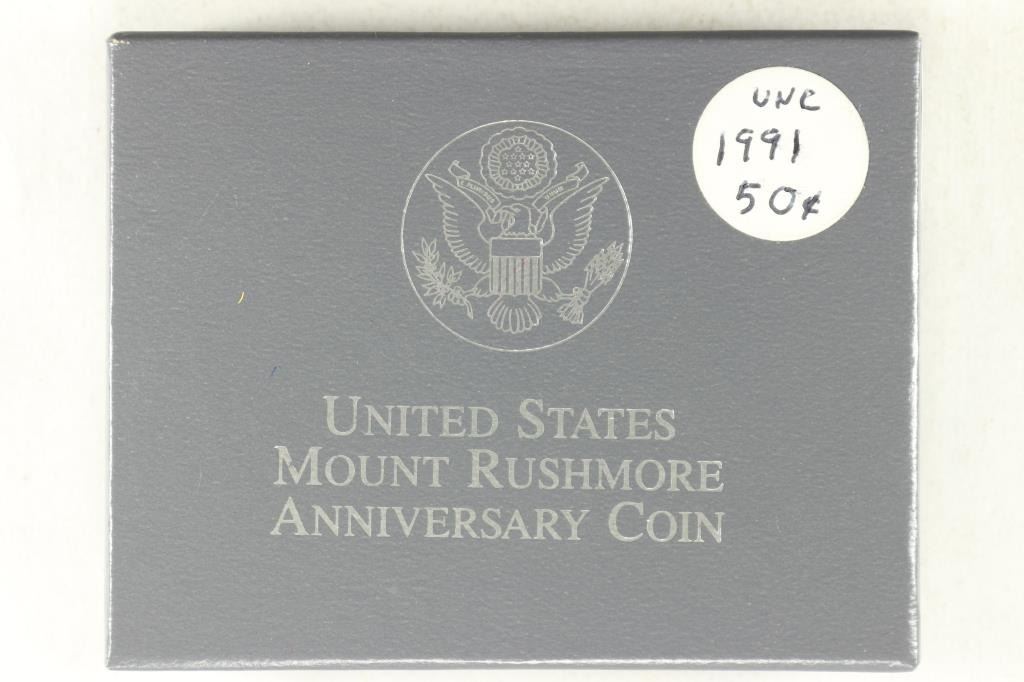 UNC
1991
50¢
UNITED STATES
MOUNT RUSHMORE
ANNIVERSARY COIN